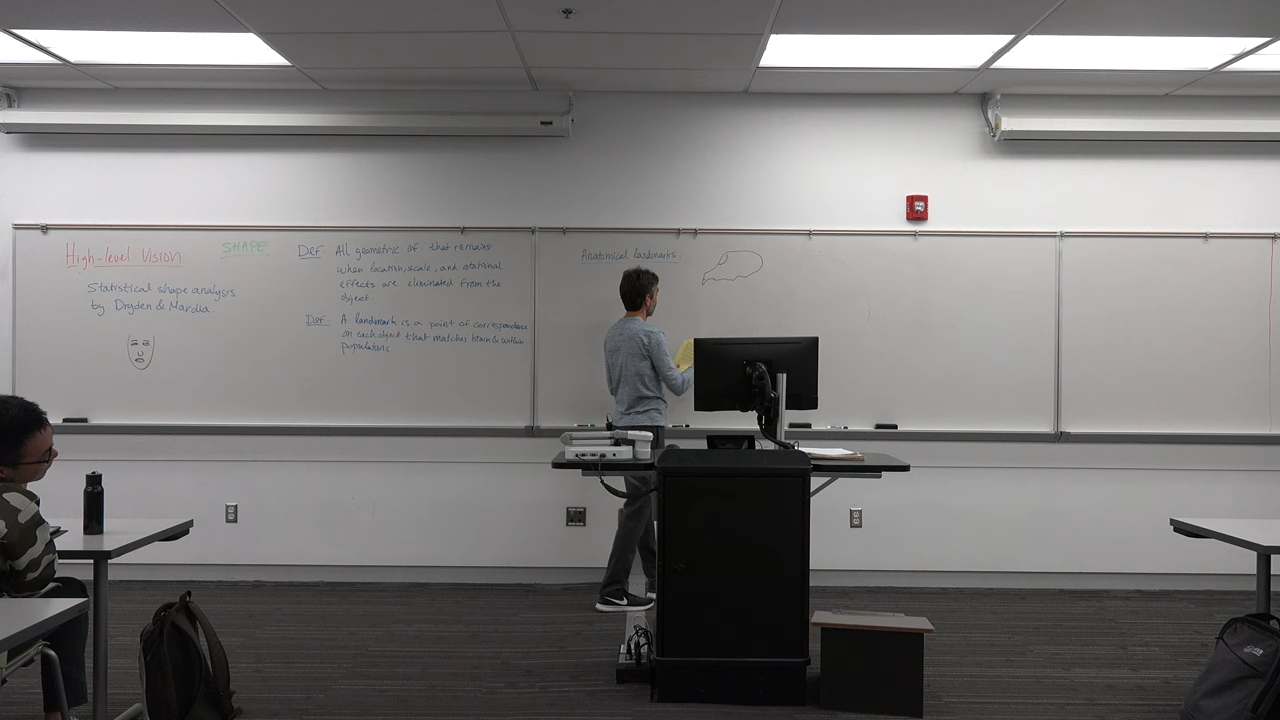 High-level Vision
SHAPE
Statistical shape analysis
by Dryden & Mardia.
Def All geometric inf. that remains
when location, scale, and rotational
effects are eliminated from the
object
Def A landmark is a point of correspondence
on each object that matches & within
populations.
Anatomical landmarks.